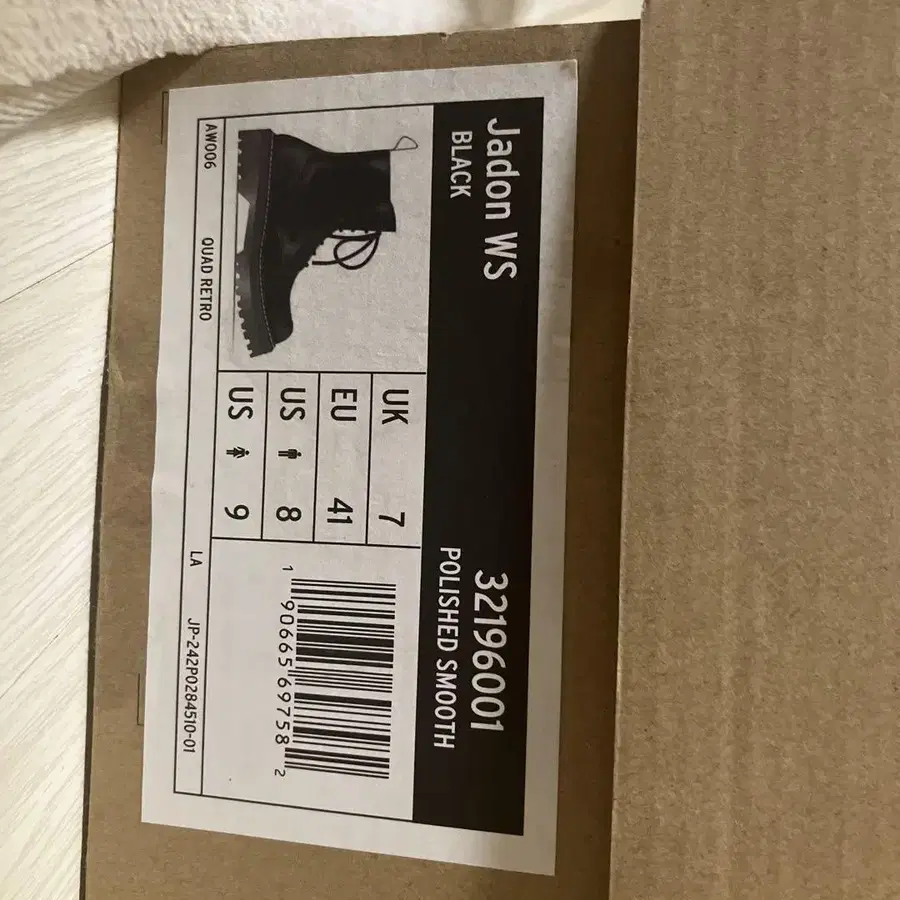 Jadon WS 32196001
BLACK POLISHED SMOOTH
UK 7
EU 41
US 8
US 9
1 90665 69758 2
AW006 QUAD RETRO LA JP-242P0284510-01